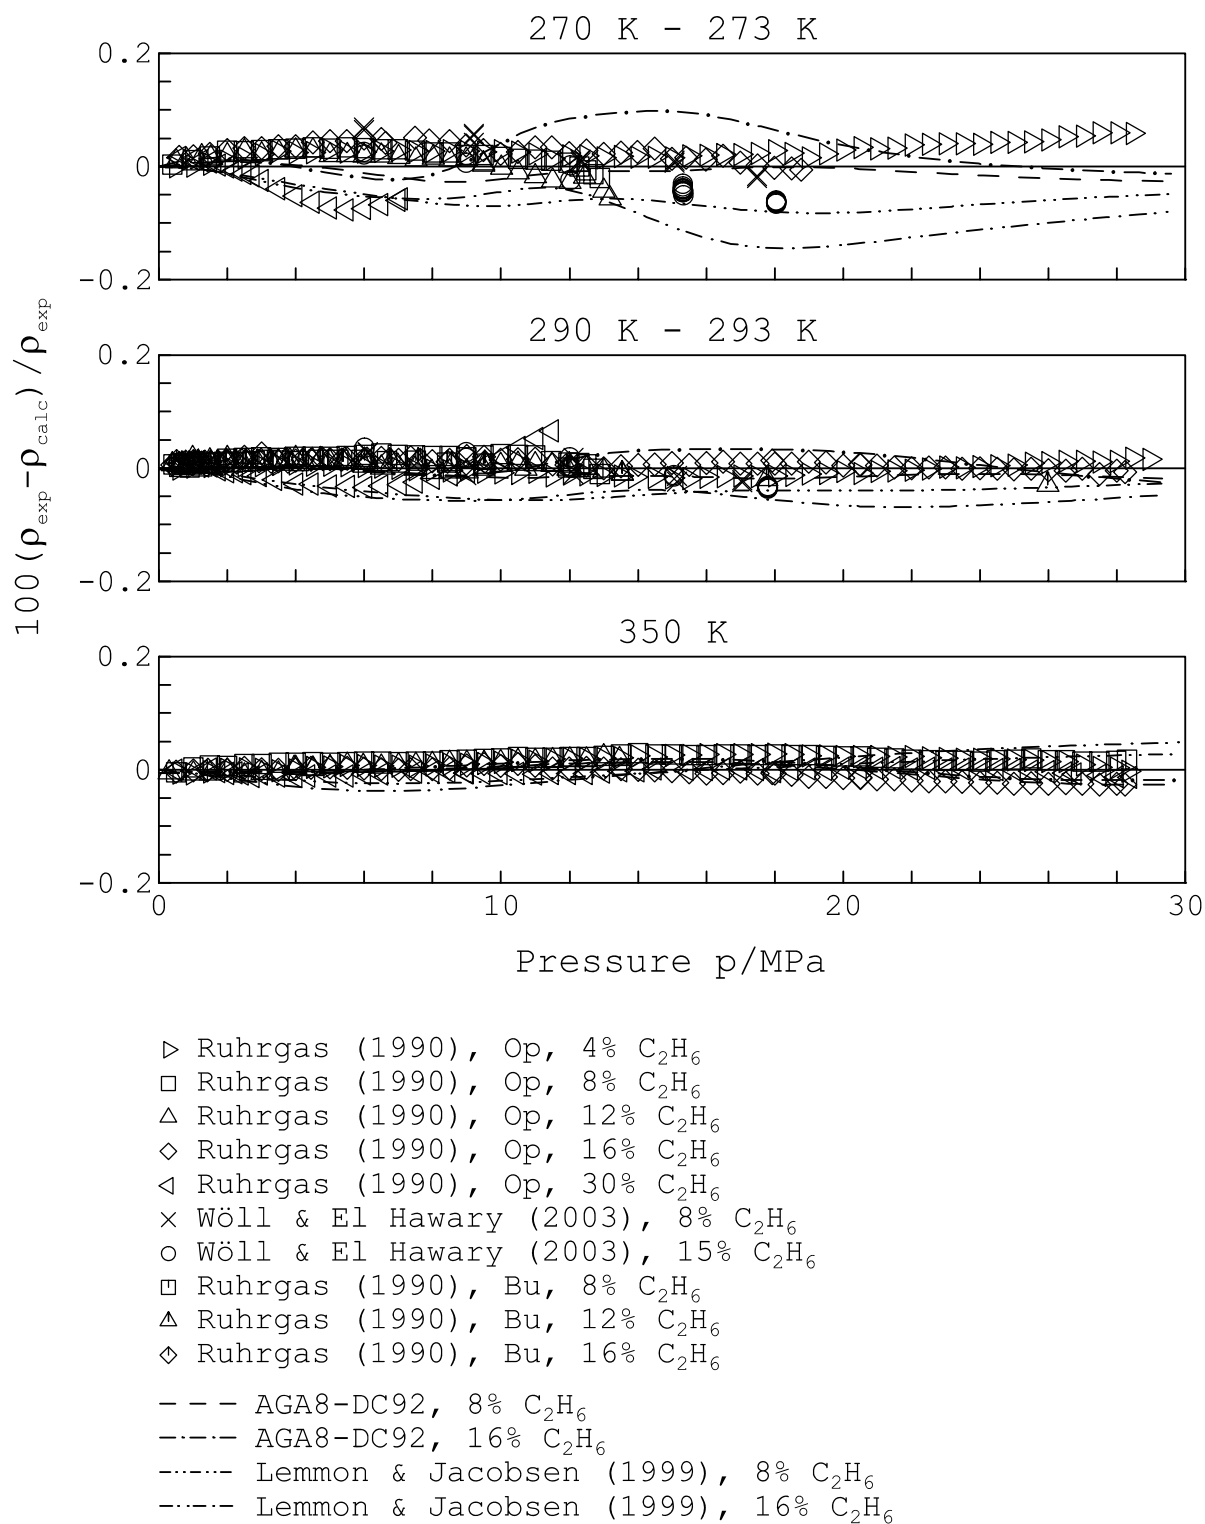 270 K - 273 K
0.2
0
-0.2
290 K - 293 K
0.2
0
-0.2
100(ρexp-ρcalc)/ρexp
350 K
0.2
0
-0.2
0 10 20 30
Pressure p/MPa
Ruhrgas (1990), Op, 4% C₂H₆
Ruhrgas (1990), Op, 8% C₂H₆
Ruhrgas (1990), Op, 12% C₂H₆
Ruhrgas (1990), Op, 16% C₂H₆
Ruhrgas (1990), Op, 30% C₂H₆
Wöll & El Hawary (2003), 8% C₂H₆
Wöll & El Hawary (2003), 15% C₂H₆
Ruhrgas (1990), Bu, 8% C₂H₆
Ruhrgas (1990), Bu, 12% C₂H₆
Ruhrgas (1990), Bu, 16% C₂H₆
AGA8-DC92, 8% C₂H₆
AGA8-DC92, 16% C₂H₆
Lemmon & Jacobsen (1999), 8% C₂H₆
Lemmon & Jacobsen (1999), 16% C₂H₆